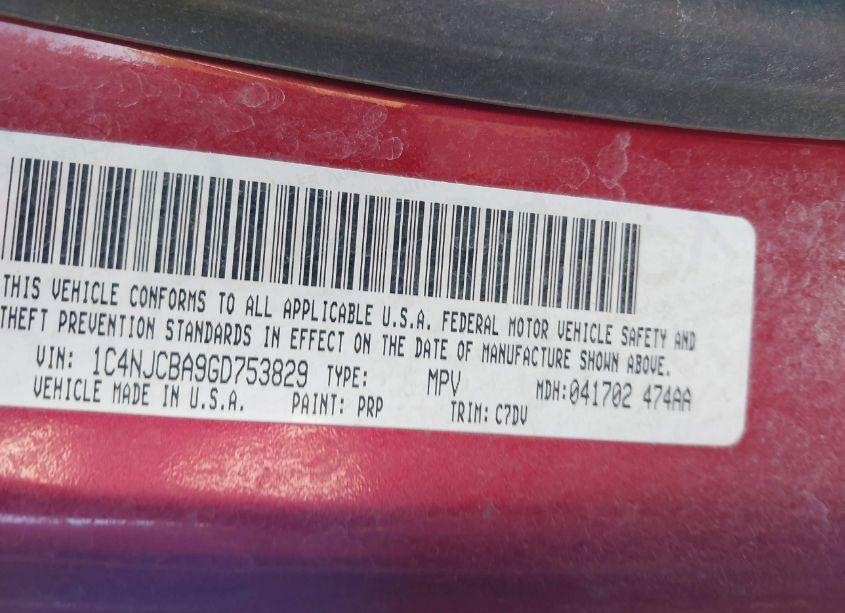 THIS VEHICLE CONFORMS TO ALL APPLICABLE U.S.A. FEDERAL MOTOR VEHICLE SAFETY AND
THEFT PREVENTION STANDARDS IN EFFECT ON THE DATE OF MANUFACTURE SHOWN ABOVE.
VIN: 1C4NJCBA9GD753829 TYPE: MPV MDH:041702 474AA
VEHICLE MADE IN U.S.A. PAINT: PRP TRIM: C7DV